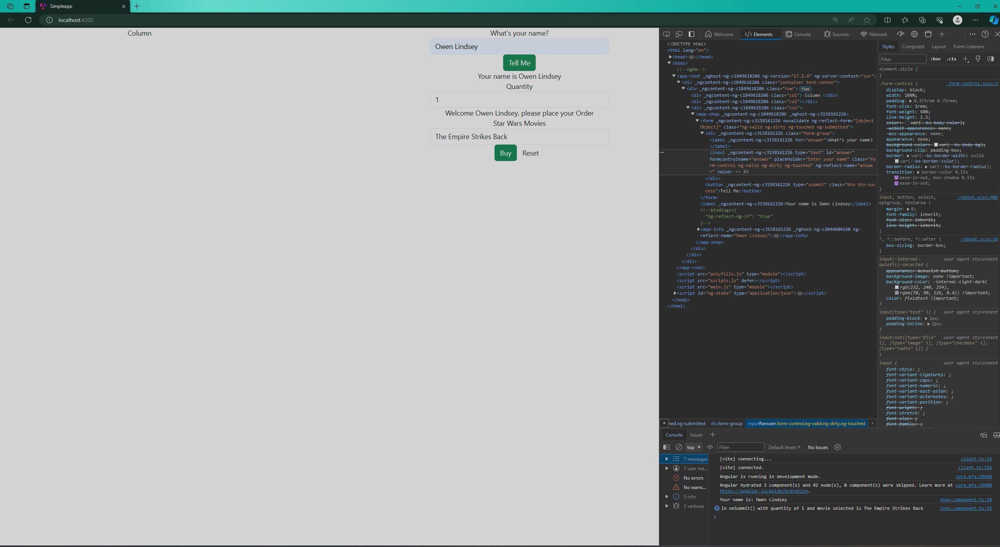 Simpleapp
localhost:4200
Column
What's your name?
Owen Lindsey
Tell Me
Your name is Owen Lindsey
Quantity
1
Welcome Owen Lindsey, please place your Order
Star Wars Movies
The Empire Strikes Back
Buy Reset
Welcome Elements Console Sources Network
<!DOCTYPE html>
<html lang="en">
<head> </head>
<body>
<!--nghm-->
<app-root _nghost-ng-c1849618206 ng-version="17.2.4" ng-server-context="ssr">
<div _ngcontent-ng-c1849618206 class="container text-center">
<div _ngcontent-ng-c1849618206 class="row"> flex
<div _ngcontent-ng-c1849618206 class="col"> Column </div>
<div _ngcontent-ng-c1849618206 class="col"></div>
<div _ngcontent-ng-c1849618206 class="col">
<app-shop _ngcontent-ng-c1849618206 _nghost-ng-c3158161226>
<form _ngcontent-ng-c3158161226 novalidate ng-reflect-form="[object
Object]" class="ng-valid ng-dirty ng-touched ng-submitted">
<div _ngcontent-ng-c3158161226 class="form-group">
<label _ngcontent-ng-c3158161226 for="answer">What's your name?
</label>
<input _ngcontent-ng-c3158161226 type="text" id="answer"
formcontrolname="answer" placeholder="Enter your name" class="fo
rm-control ng-valid ng-dirty ng-touched" ng-reflect-name="answe
r" value> == $0
</div>
<button _ngcontent-ng-c3158161226 type="submit" class="btn btn-suc
cess">Tell Me</button>
</form>
<label _ngcontent-ng-c3158161226>Your name is Owen Lindsey</label>
<!--bindings={
"ng-reflect-ng-if": "true"
}-->
<app-info _ngcontent-ng-c3158161226 _nghost-ng-c2044604160 ng-
reflect-name="Owen Lindsey"> </app-info>
</app-shop>
</div>
</div>
</div>
</app-root>
<script src="polyfills.js" type="module"></script>
<script src="scripts.js" defer></script>
<script src="main.js" type="module"></script>
<script id="ng-state" type="application/json"> </script>
</body>
</html>
hed.ng-submitted div.form-group input#answer.form-control.ng-valid.ng-dirty.ng-touched
Styles Computed Layout Event Listeners
Filter :hov .cls
element.style {
}
.form-control { _form-control.scss:5
display: block;
width: 100%;
padding: 0.375rem 0.75rem;
font-size: 1rem;
font-weight: 400;
line-height: 1.5;
color: var(--bs-body-color);
-webkit-appearance: none;
-moz-appearance: none;
appearance: none;
background-color: var(--bs-body-bg);
background-clip: padding-box;
border: var(--bs-border-width) solid
var(--bs-border-color);
border-radius: var(--bs-border-radius);
transition: border-color 0.15s
ease-in-out, box-shadow 0.15s
ease-in-out;
}
input, button, select, _reboot.scss:406
optgroup, textarea {
margin: 0;
font-family: inherit;
font-size: inherit;
line-height: inherit;
}
*, *::before, *::after { _reboot.scss:16
box-sizing: border-box;
}
input:-internal- user agent stylesheet
autofill-selected {
appearance: menulist-button;
background-image: none !important;
background-color: -internal-light-dark(
rgb(232, 240, 254),
rgba(70, 90, 126, 0.4)) !important;
color: fieldtext !important;
}
input[type="text" i] { user agent stylesheet
padding-block: 1px;
padding-inline: 2px;
}
input:not([type="file" user agent stylesheet
i], [type="image" i], [type="checkbox" i],
[type="radio" i]) {
}
input { user agent stylesheet
font-style: ;
font-variant-ligatures: ;
font-variant-caps: ;
font-variant-numeric: ;
font-variant-east-asian: ;
font-variant-alternates: ;
font-variant-position: ;
font-weight: ;
font-stretch: ;
font-size: ;
font-family: ;
Console Issues
top Filter Default levels No Issues
7 messages
7 user me...
No errors
No warni...
5 info
2 verbose
[vite] connecting... client.ts:19
[vite] connected. client.ts:156
Angular is running in development mode. core.mjs:29480
Angular hydrated 3 component(s) and 42 node(s), 0 component(s) were skipped. Learn more at core.mjs:29480
https://angular.io/guide/hydration.
Your name is: Owen Lindsey shop.component.ts:24
2 In onSubmit() with quantity of 1 and movie selected is The Empire Strikes Back info.component.ts:35